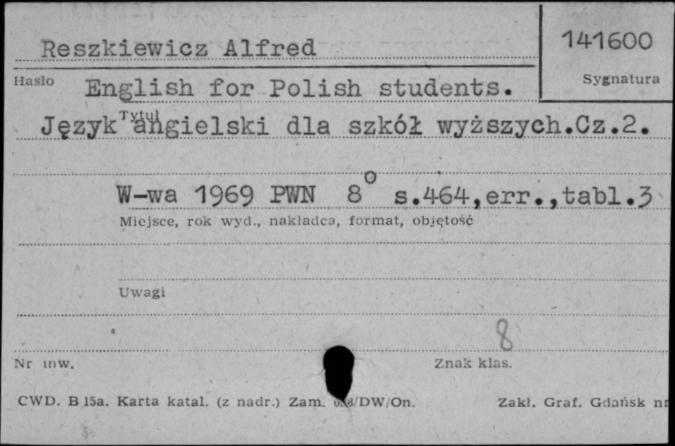 Reszkiewicz Alfred
141600
Hasło
Sygnatura
English for Polish students.
Tytuł
Język angielski dla szkół wyższych.Cz.2.
W-wa 1969 PWN 8° s.464,err.,tabl.3
Miejsce, rok wyd., nakładca, format, objętość
Uwagi
8
Nr inw.
Znak klas.
CWD. B 15a. Karta katal. (z nadr.) Zam. /DW/On.
Zakł. Graf. Gdańsk nr